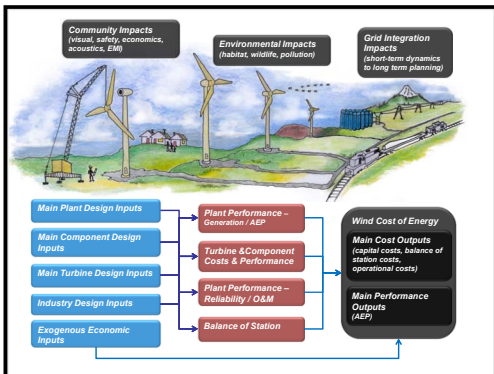 Community Impacts
(visual, safety, economics,
acoustics, EMI)
Environmental Impacts
(habitat, wildlife, pollution)
Grid Integration
Impacts
(short-term dynamics
to long term planning)
Main Plant Design Inputs
Main Component Design
Inputs
Main Turbine Design Inputs
Industry Design Inputs
Exogenous Economic
Inputs
Plant Performance –
Generation / AEP
Turbine &Component
Costs & Performance
Plant Performance –
Reliability / O&M
Balance of Station
Wind Cost of Energy
Main Cost Outputs
(capital costs, balance of
station costs,
operational costs)
Main Performance
Outputs
(AEP)